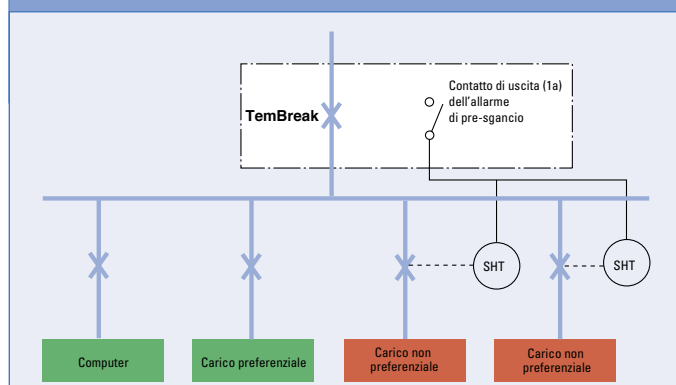 TemBreak
Contatto di uscita (1a)
dell'allarme
di pre-sgancio
SHT
SHT
Computer
Carico preferenziale
Carico non
preferenziale
Carico non
preferenziale